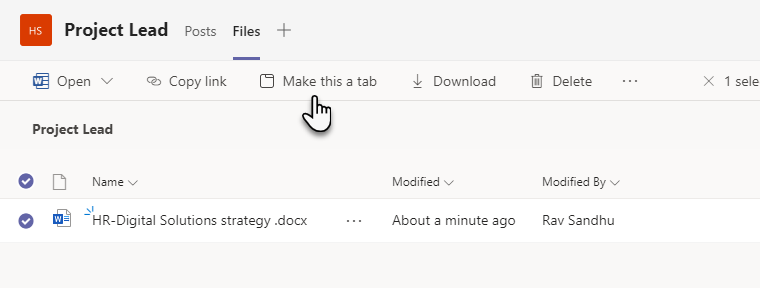 HS Project Lead Posts Files
Open Copy link Make this a tab Download Delete ... 1 sele
Project Lead
Name Modified Modified By
W HR-Digital Solutions strategy .docx ... About a minute ago Rav Sandhu